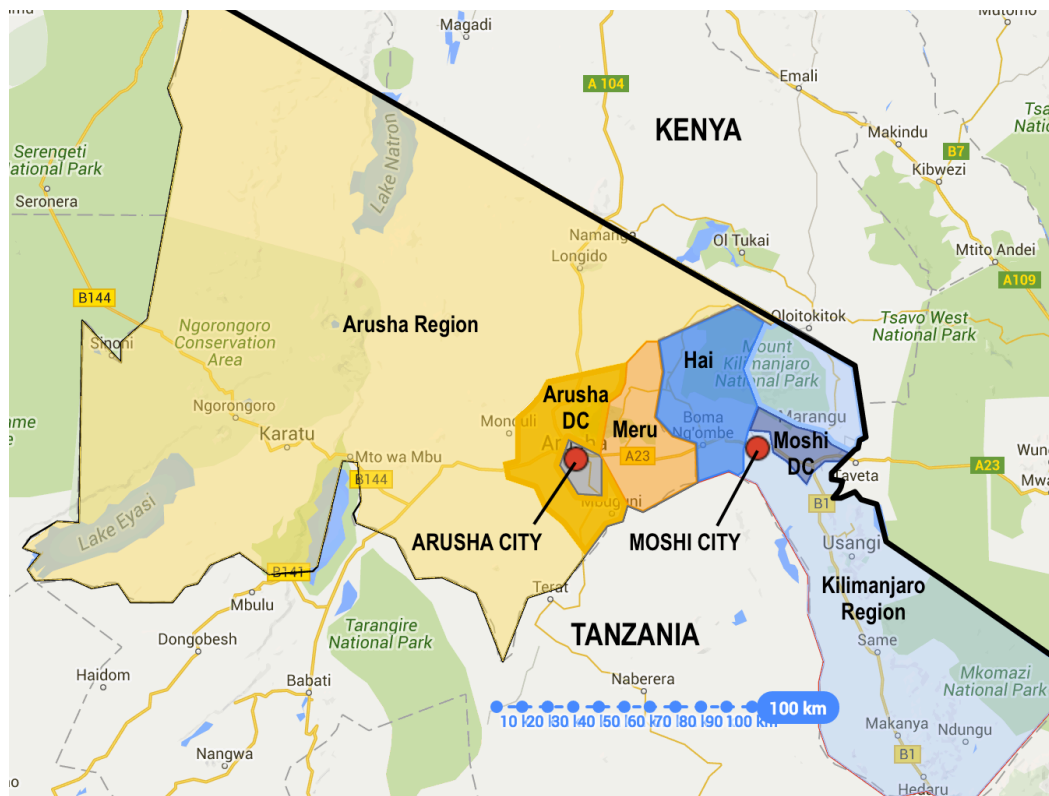 Magadi
Mutomo
A 104
Emali
KENYA
Makindu
B7
Kibwezi
Serengeti
National Park
Seronera
Lake Natron
Namanga
Longido
Ol Tukai
Mtito Andei
A109
B144
Sinoni
Ngorongoro
Conservation
Area
Arusha Region
Oloitokitok
Tsavo West
National Park
Hai
Mount
Kilimanjaro
National Park
Arusha
DC
Ngorongoro
Monduli
Meru
Boma
Ng'ombe
Marangu
Moshi
DC
Karatu
Mto wa Mbu
B144
Arusha
A23
Taveta
A23
Lake Eyasi
Mbuguni
B1
ARUSHA CITY
MOSHI CITY
Usangi
B141
Mbulu
Terat
Kilimanjaro
Region
Tarangire
National Park
TANZANIA
Dongobesh
Same
Haidom
Babati
Naberera
Mkomazi
National Park
10 k
20 k
30 k
40 k
50 k
60 k
70 k
80 k
90 k
100 km
100 km
Makanya
Ndungu
Nangwa
B1
Hedaru